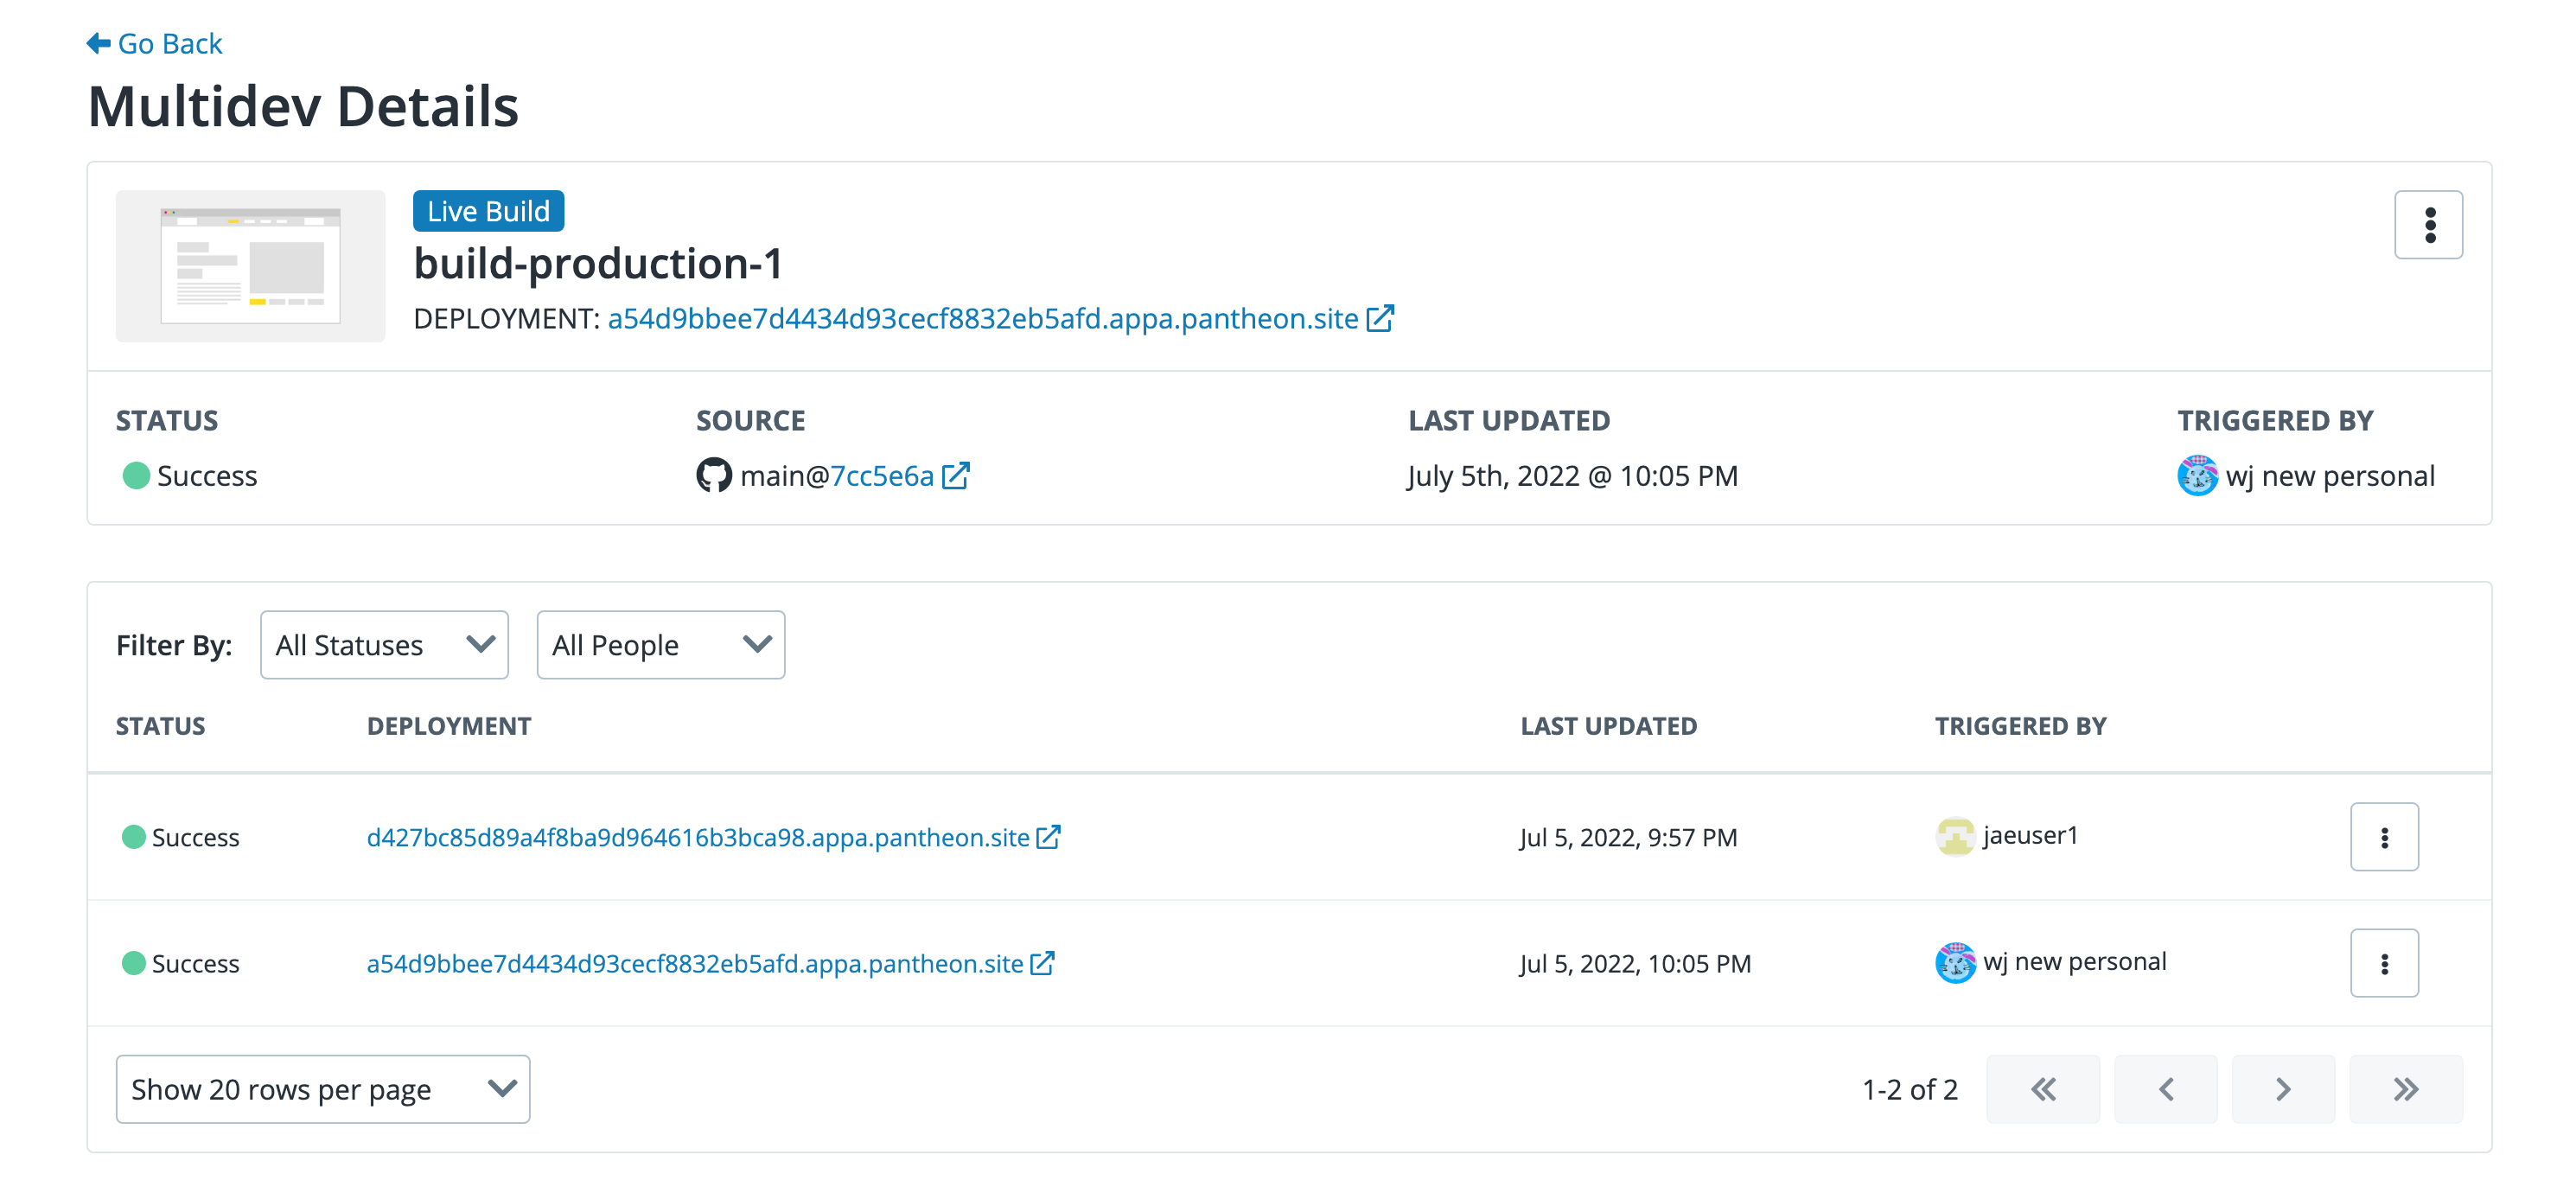 Go Back
Multidev Details
Live Build
build-production-1
DEPLOYMENT: a54d9bbee7d4434d93cecf8832eb5afd.appa.pantheon.site
STATUS SOURCE LAST UPDATED TRIGGERED BY
Success main@7cc5e6a July 5th, 2022 @ 10:05 PM wj new personal
Filter By: All Statuses All People
STATUS DEPLOYMENT LAST UPDATED TRIGGERED BY
Success d427bc85d89a4f8ba9d964616b3bca98.appa.pantheon.site Jul 5, 2022, 9:57 PM jaeuser1
Success a54d9bbee7d4434d93cecf8832eb5afd.appa.pantheon.site Jul 5, 2022, 10:05 PM wj new personal
Show 20 rows per page 1-2 of 2